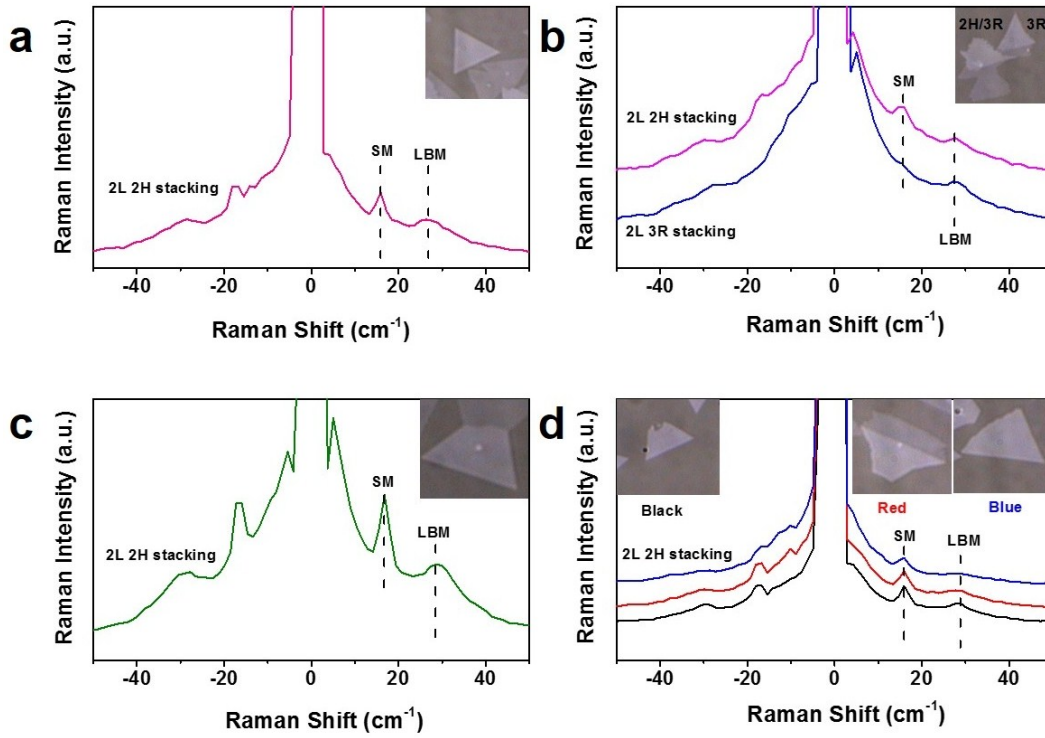 a
Raman Intensity (a.u.)
2L 2H stacking
SM
LBM
-40 -20 0 20 40
Raman Shift (cm-1)
b
Raman Intensity (a.u.)
2H/3R 3R
SM
2L 2H stacking
2L 3R stacking
LBM
-40 -20 0 20 40
Raman Shift (cm-1)
c
Raman Intensity (a.u.)
SM
LBM
2L 2H stacking
-40 -20 0 20 40
Raman Shift (cm-1)
d
Raman Intensity (a.u.)
Black Red Blue
SM LBM
2L 2H stacking
-40 -20 0 20 40
Raman Shift (cm-1)